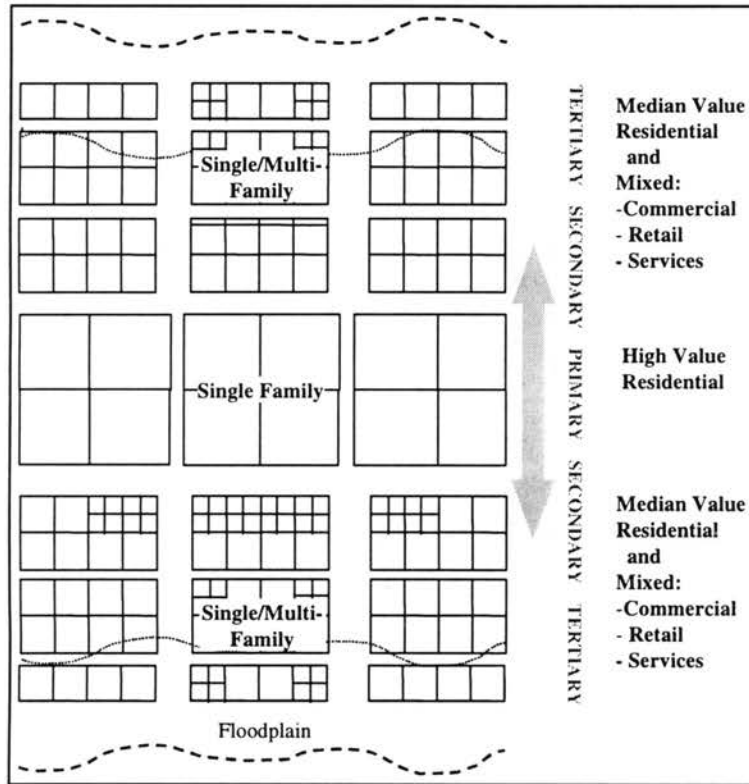 Single/Multi-
Family
Single Family
Single/Multi-
Family
Floodplain
TERTIARY SECONDARY PRIMARY SECONDARY TERTIARY
Median Value
Residential
and
Mixed:
-Commercial
- Retail
- Services
High Value
Residential
Median Value
Residential
and
Mixed:
-Commercial
- Retail
- Services